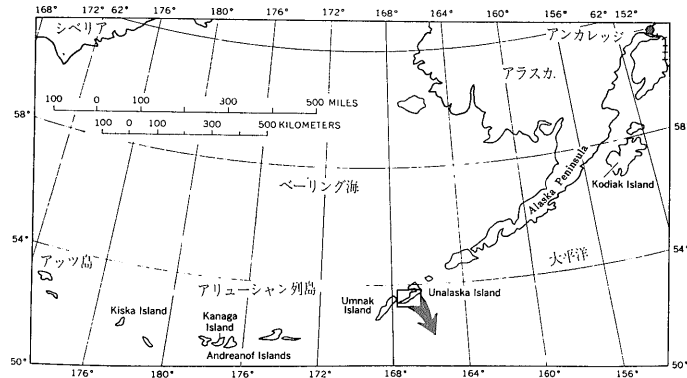 168° 172° 62° 176° 180° 176° 172° 168° 164° 160° 156° 62° 152°
シベリア
アンカレッジ
アラスカ
100 0 100 300 500 MILES
100 0 100 300 500 KILOMETERS
58° 58°
ベーリング海
Alaska Peninsula
Kodiak Island
54° 54°
アッツ島
太平洋
アリューシャン列島
Unalaska Island
Umnak
Island
Kiska Island
Kanaga
Island
Andreanof Islands
50° 50°
176° 180° 176° 172° 168° 164° 160° 156°